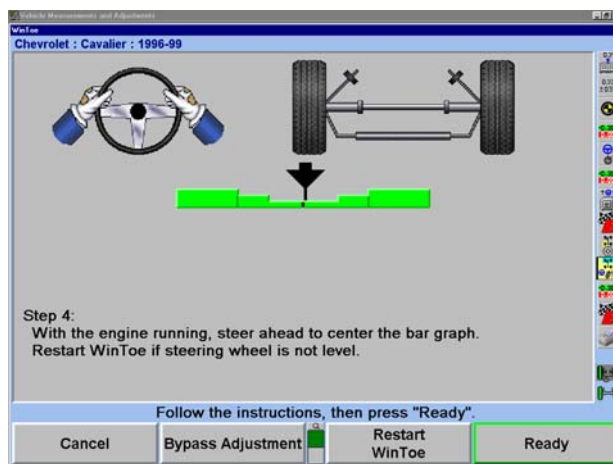 Vehicle Measurements and Adjustments
WinToe
Chevrolet : Cavalier : 1996-99
Step 4:
With the engine running, steer ahead to center the bar graph.
Restart WinToe if steering wheel is not level.
Follow the instructions, then press "Ready".
Cancel
Bypass Adjustment
Restart
WinToe
Ready